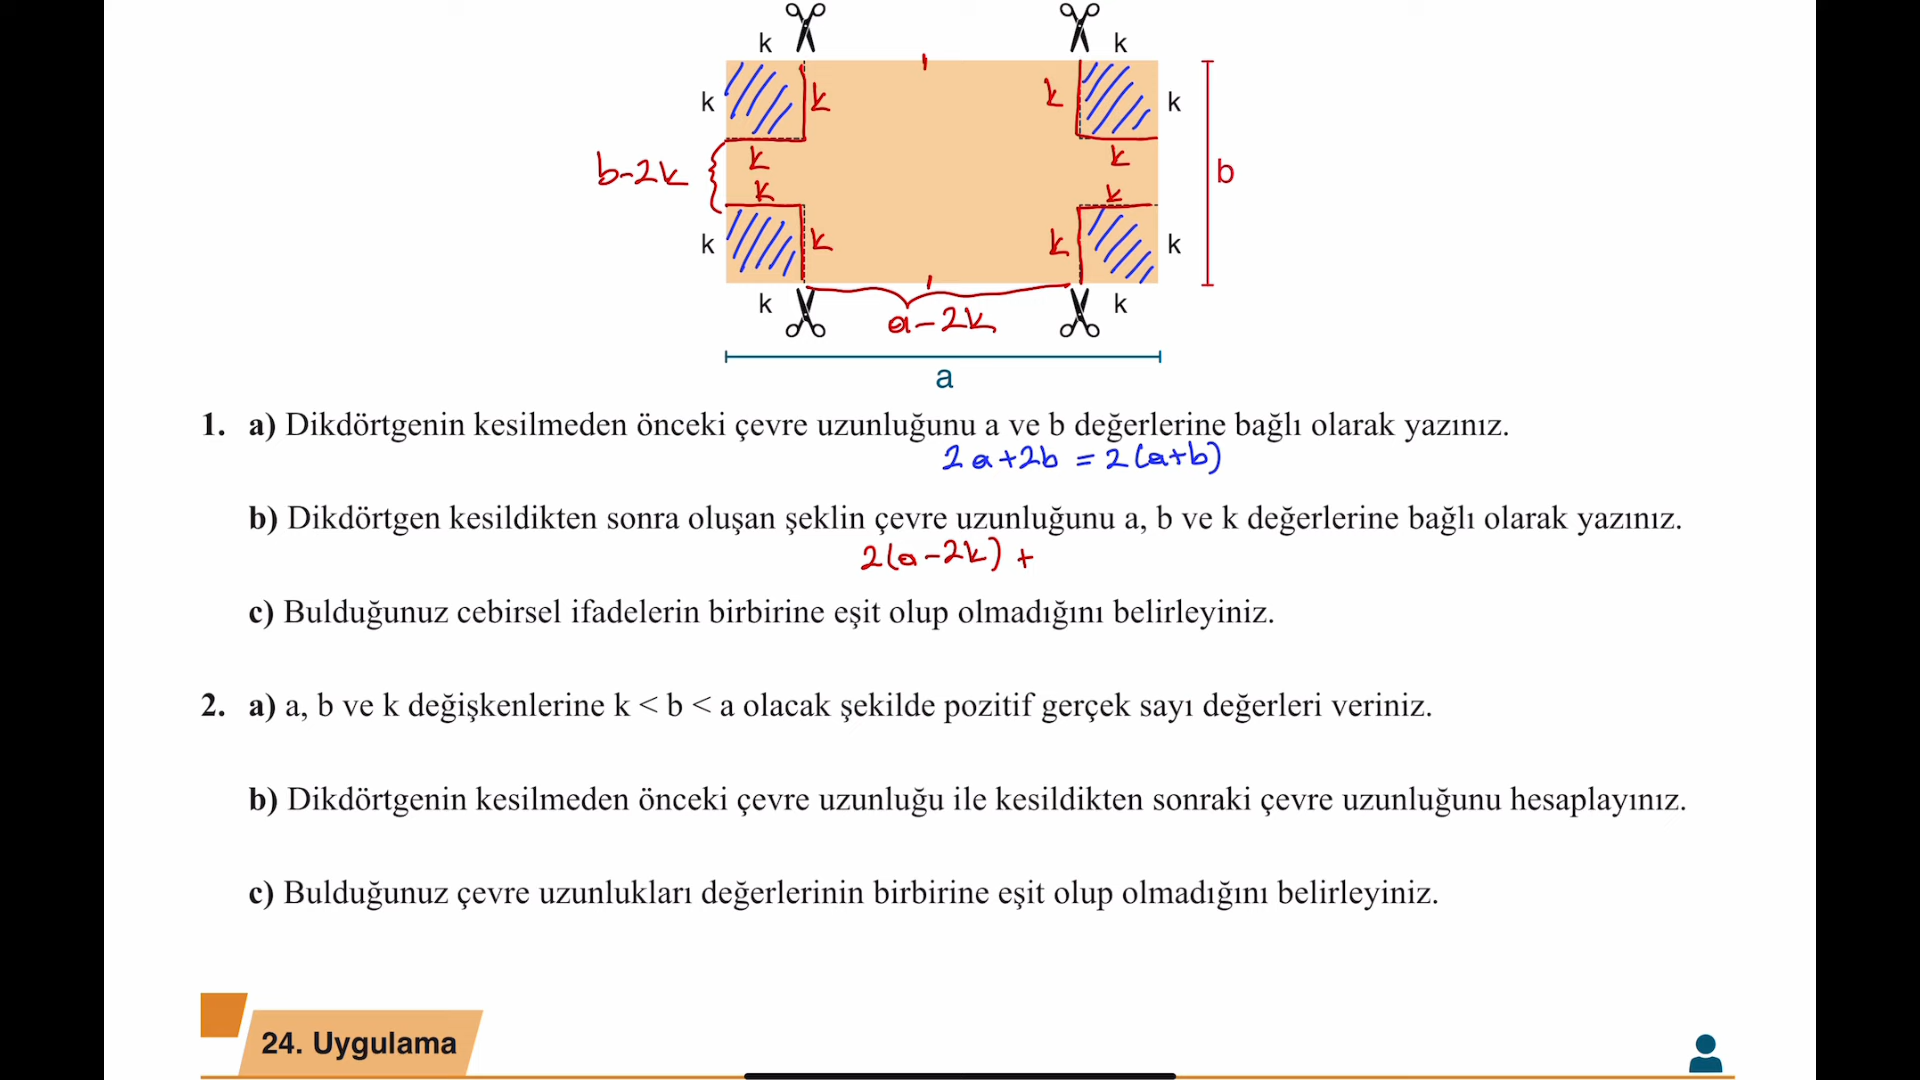 k k
k k k k
b-2k k k b
k k
k k k k
k a-2k k
a
1. a) Dikdörtgenin kesilmeden önceki çevre uzunluğunu a ve b değerlerine bağlı olarak yazınız.
2a+2b = 2(a+b)
b) Dikdörtgen kesildikten sonra oluşan şeklin çevre uzunluğunu a, b ve k değerlerine bağlı olarak yazınız.
2(a-2k) +
c) Bulduğunuz cebirsel ifadelerin birbirine eşit olup olmadığını belirleyiniz.
2. a) a, b ve k değişkenlerine k < b < a olacak şekilde pozitif gerçek sayı değerleri veriniz.
b) Dikdörtgenin kesilmeden önceki çevre uzunluğu ile kesildikten sonraki çevre uzunluğunu hesaplayınız.
c) Bulduğunuz çevre uzunlukları değerlerinin birbirine eşit olup olmadığını belirleyiniz.
24. Uygulama